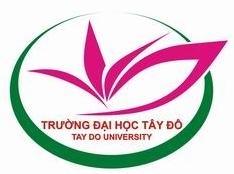 TRƯỜNG ĐẠI HỌC TÂY ĐÔ
TAY DO UNIVERSITY